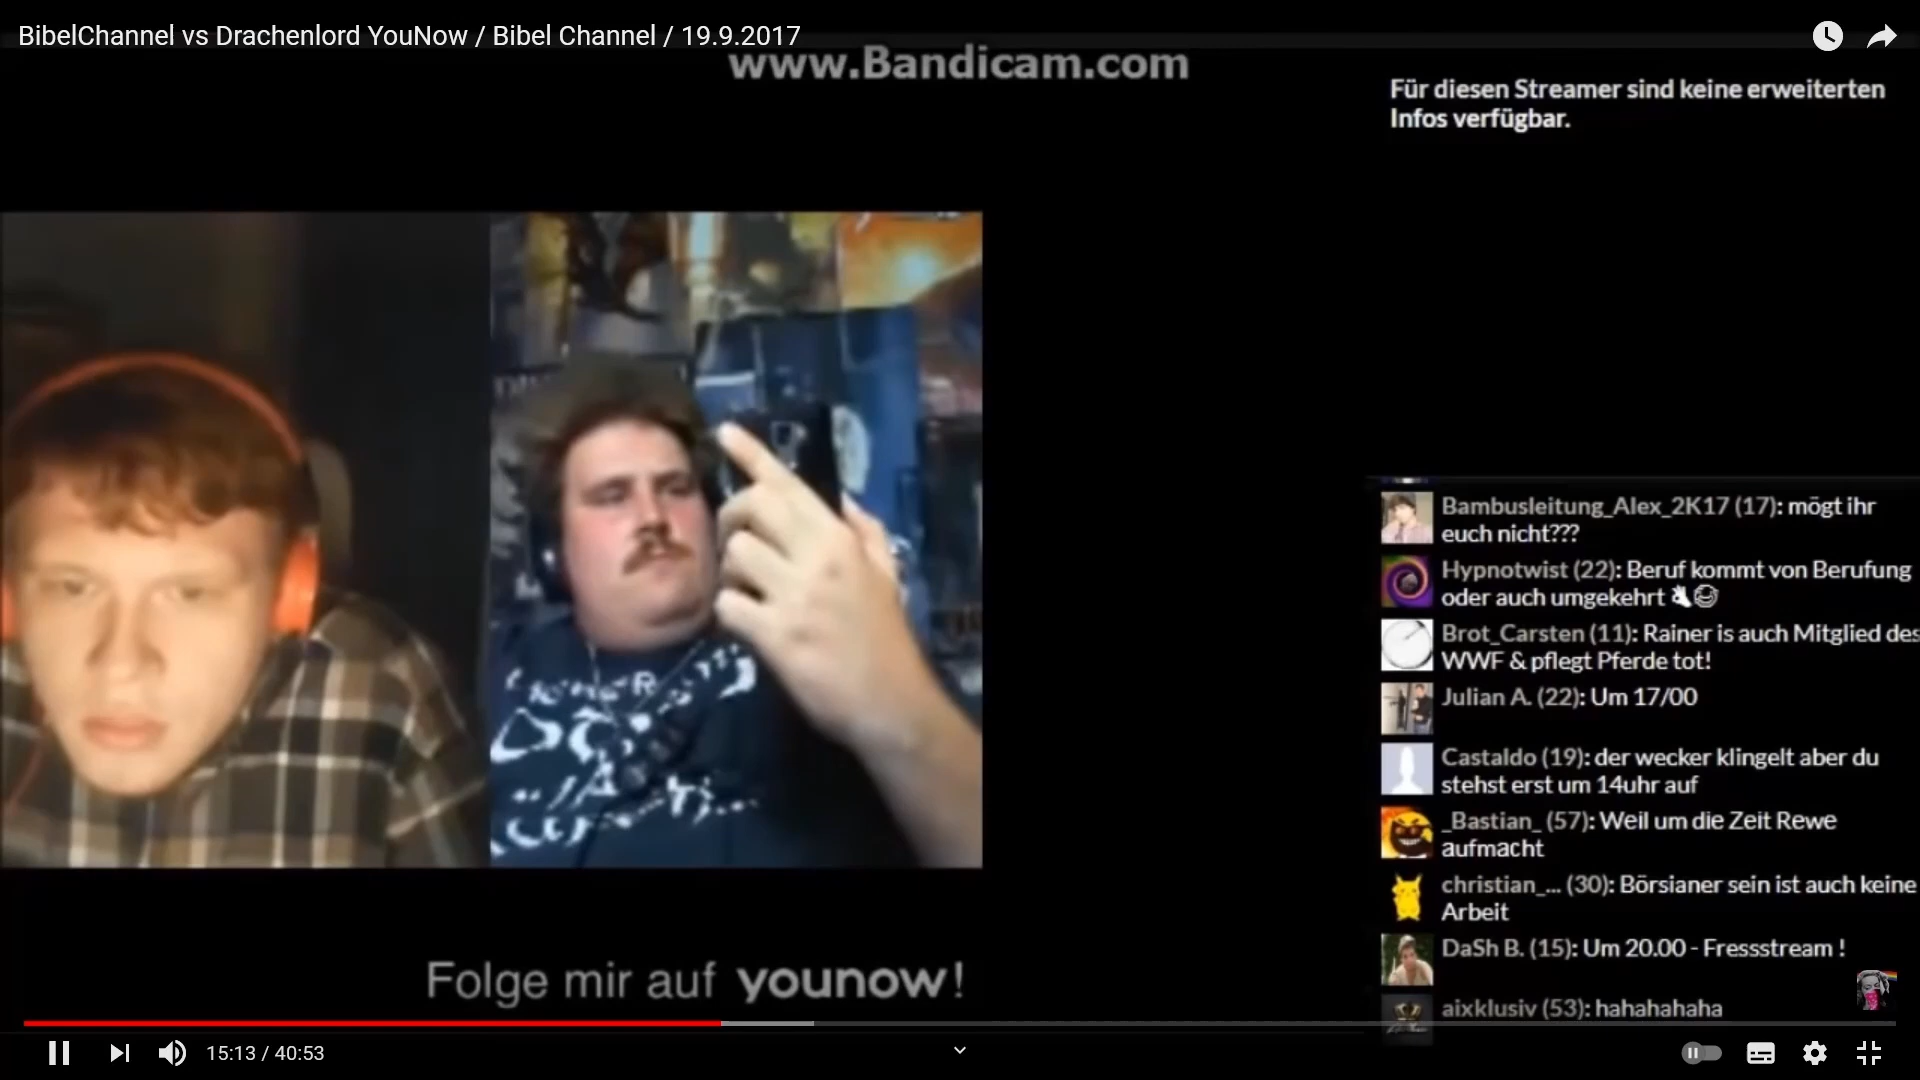 BibelChannel vs Drachenlord YouNow / Bibel Channel / 19.9.2017
www.Bandicam.com
Für diesen Streamer sind keine erweiterten
Infos verfügbar.
Bambusleitung_Alex_2K17 (17): mögt ihr
euch nicht???
Hypnotwist (22): Beruf kommt von Berufung
oder auch umgekehrt
Brot_Carsten (11): Rainer is auch Mitglied des
WWF & pflegt Pferde tot!
Julian A. (22): Um 17/00
Castaldo (19): der wecker klingelt aber du
stehst erst um 14uhr auf
_Bastian_ (57): Weil um die Zeit Rewe
aufmacht
christian_... (30): Börsianer sein ist auch keine
Arbeit
DaSh B. (15): Um 20.00 - Fressstream !
aixklusiv (53): hahahahaha
Folge mir auf younow!
15:13 / 40:53